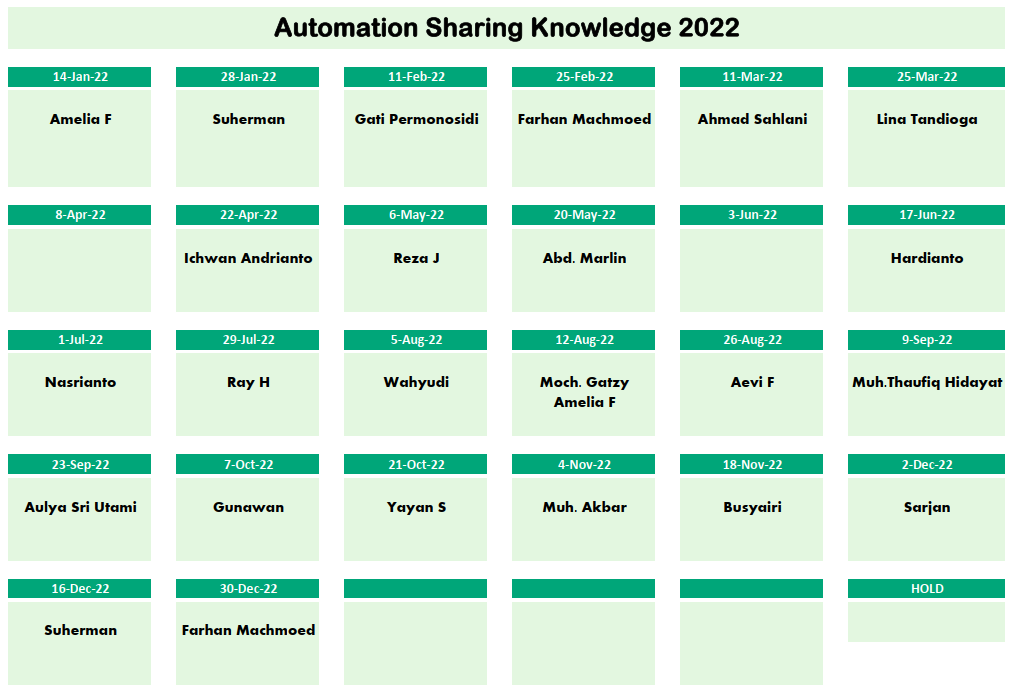 Automation Sharing Knowledge 2022
14-Jan-22 28-Jan-22 11-Feb-22 25-Feb-22 11-Mar-22 25-Mar-22
Amelia F Suherman Gati Permonosidi Farhan Machmoed Ahmad Sahlani Lina Tandioga
8-Apr-22 22-Apr-22 6-May-22 20-May-22 3-Jun-22 17-Jun-22
Ichwan Andrianto Reza J Abd. Marlin Hardianto
1-Jul-22 29-Jul-22 5-Aug-22 12-Aug-22 26-Aug-22 9-Sep-22
Nasrianto Ray H Wahyudi Moch. Gatzy Aevi F Muh.Thaufiq Hidayat
Amelia F
23-Sep-22 7-Oct-22 21-Oct-22 4-Nov-22 18-Nov-22 2-Dec-22
Aulya Sri Utami Gunawan Yayan S Muh. Akbar Busyairi Sarjan
16-Dec-22 30-Dec-22 HOLD
Suherman Farhan Machmoed